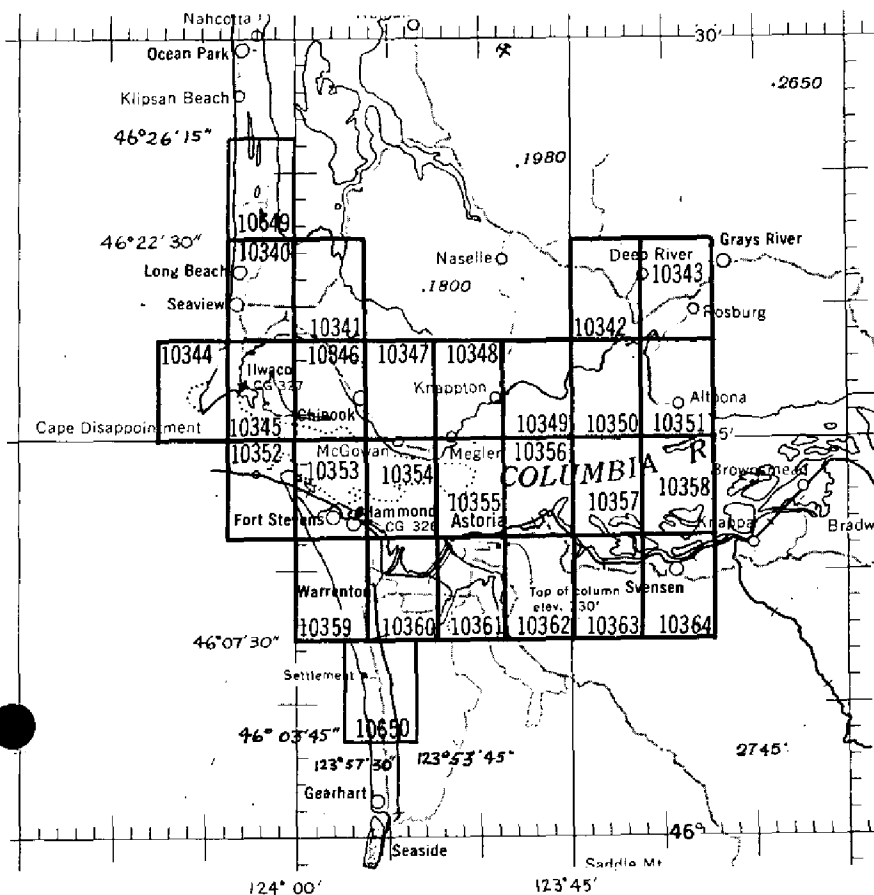 Nahcotta
30'
Ocean Park
Klipsan Beach
.2650
46°26'15"
.1980
10649
46°22'30"
10340
Grays River
Naselle
Deep River
10343
Long Beach
.1800
Seaview
Rosburg
10341
10342
10344
10346
10347
10348
Ilwaco
CG 327
Knappton
Chinook
Altoona
Cape Disappointment
10345
10349
10350
10351
5'
10352
McGowan
Megler
10356
R
10353
10354
COLUMBIA
Brownsmead
10355
10357
10358
Fort Stevens
Hammond
CG 326
Astoria
Knappa
Bradw
Warrenton
Top of column
elev.
Svensen
10359
10360
10361
10362
10363
10364
46°07'30"
Settlement
46° 03'45"
10650
123°57'30"
123°53'45"
2745
Gearhart
46°
Seaside
Saddle Mt
124° 00'
123°45'